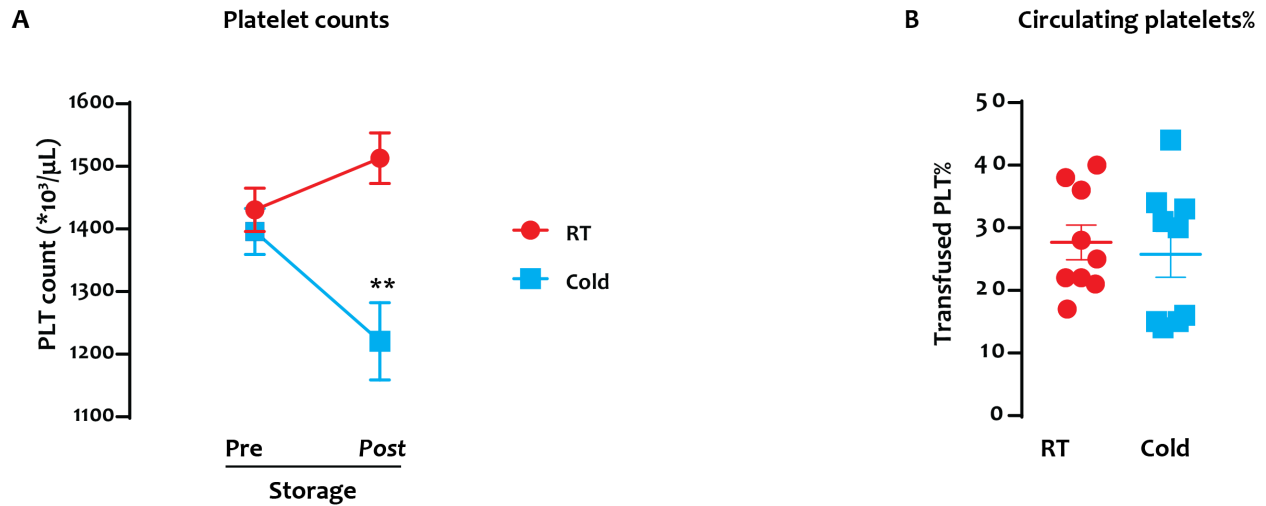 A
Platelet counts
PLT count (*10³/µL)
1600
1500
1400
1300
1200
1100
**
Pre
Post
Storage
RT
Cold
B
Circulating platelets%
Transfused PLT%
50
40
30
20
10
0
RT
Cold